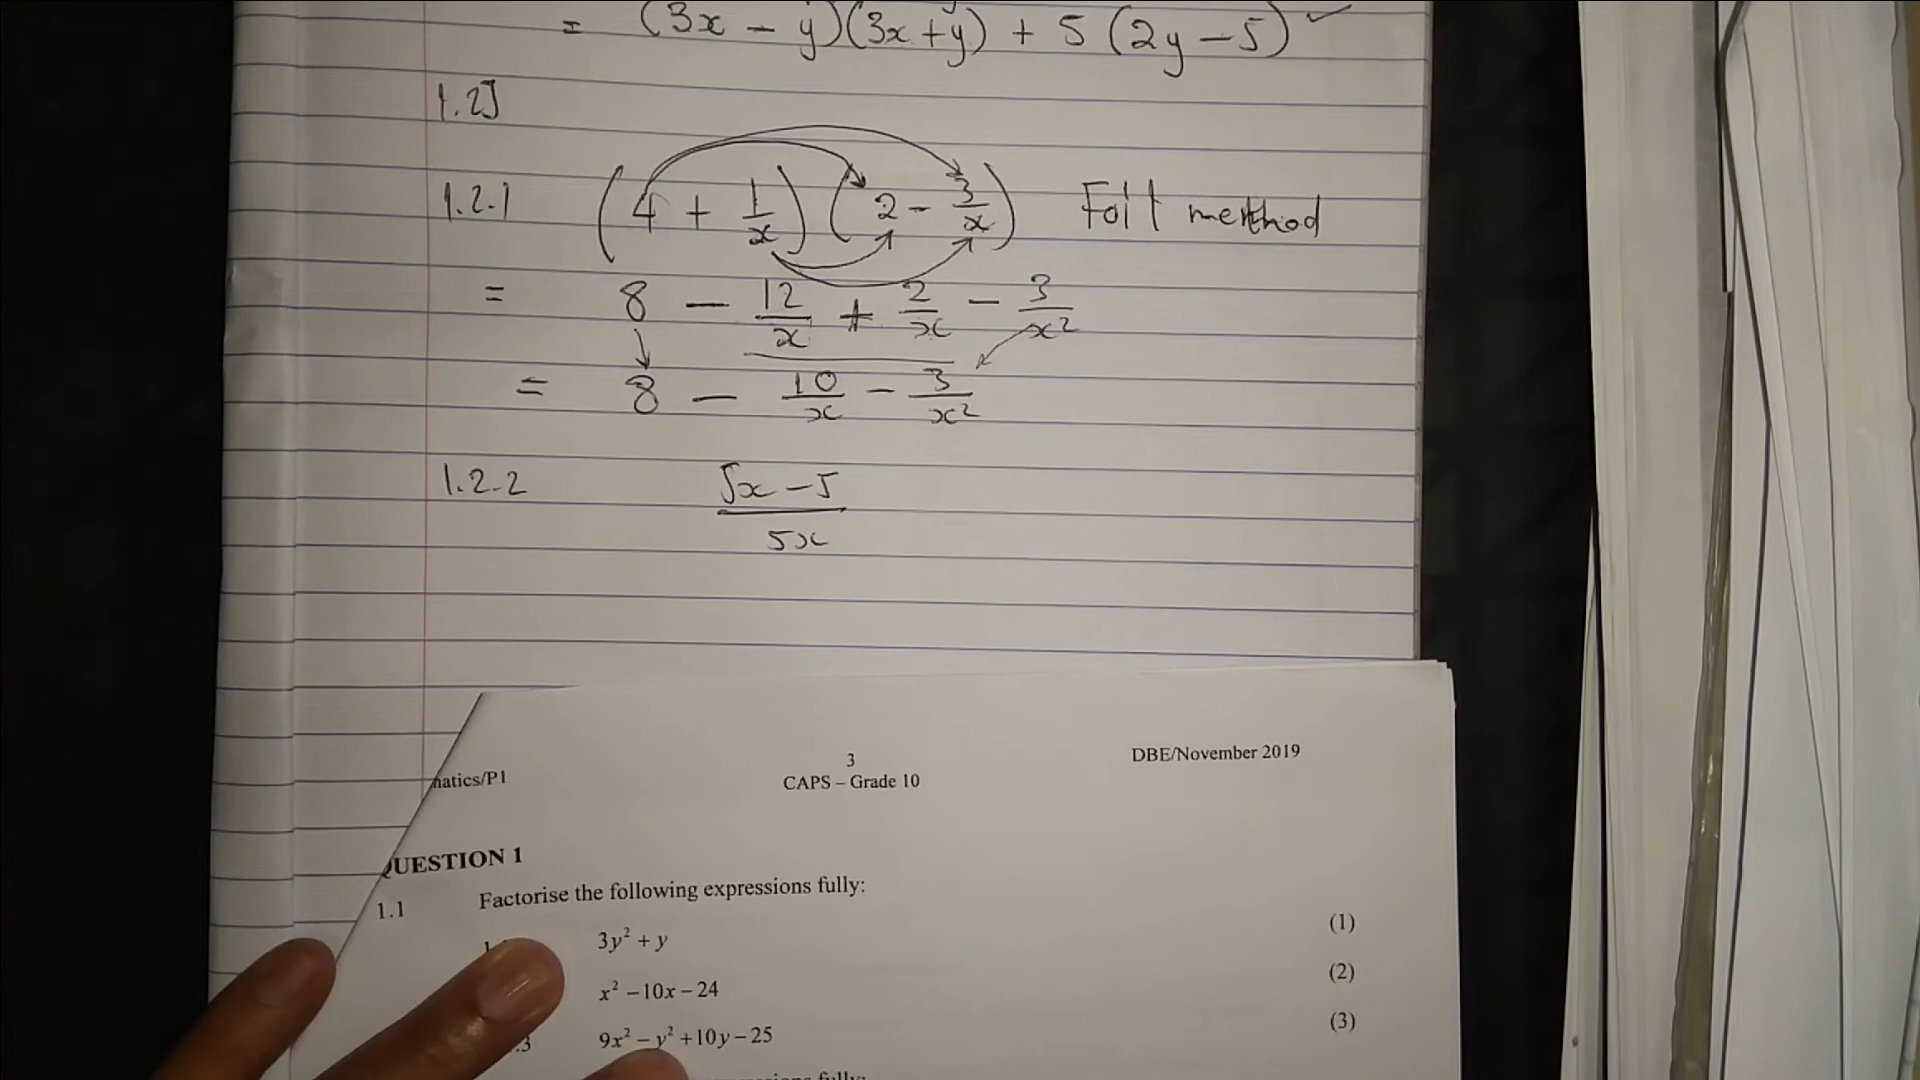 = (3x − y)(3x + y) + 5 (2y − 5) ✓
1.2]
1.2.1 (4 + 1/x) (2 − 3/x) Foil merthod
= 8 − 12/x + 2/x − 3/x²
= 8 − 10/x − 3/x²
1.2.2 5x − 5 / 5x
3
DBE/November 2019
matics/P1
CAPS – Grade 10
QUESTION 1
1.1 Factorise the following expressions fully:
3y² + y (1)
x² − 10x − 24 (2)
.3 9x² − y² + 10y − 25 (3)